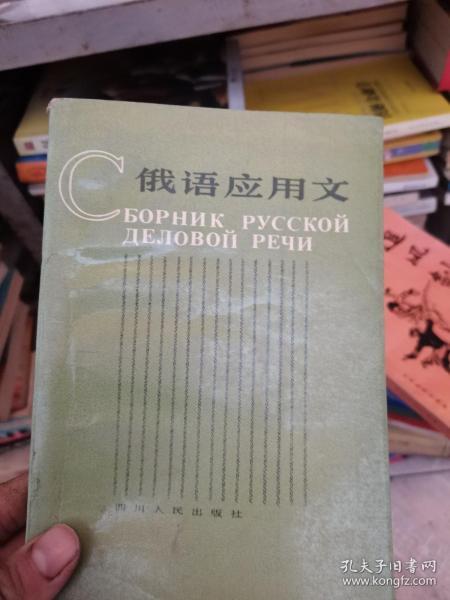 俄语应用文
СБОРНИК РУССКОЙ
ДЕЛОВОЙ РЕЧИ
四川人民出版社
孔夫子旧书网
www.kongfz.com